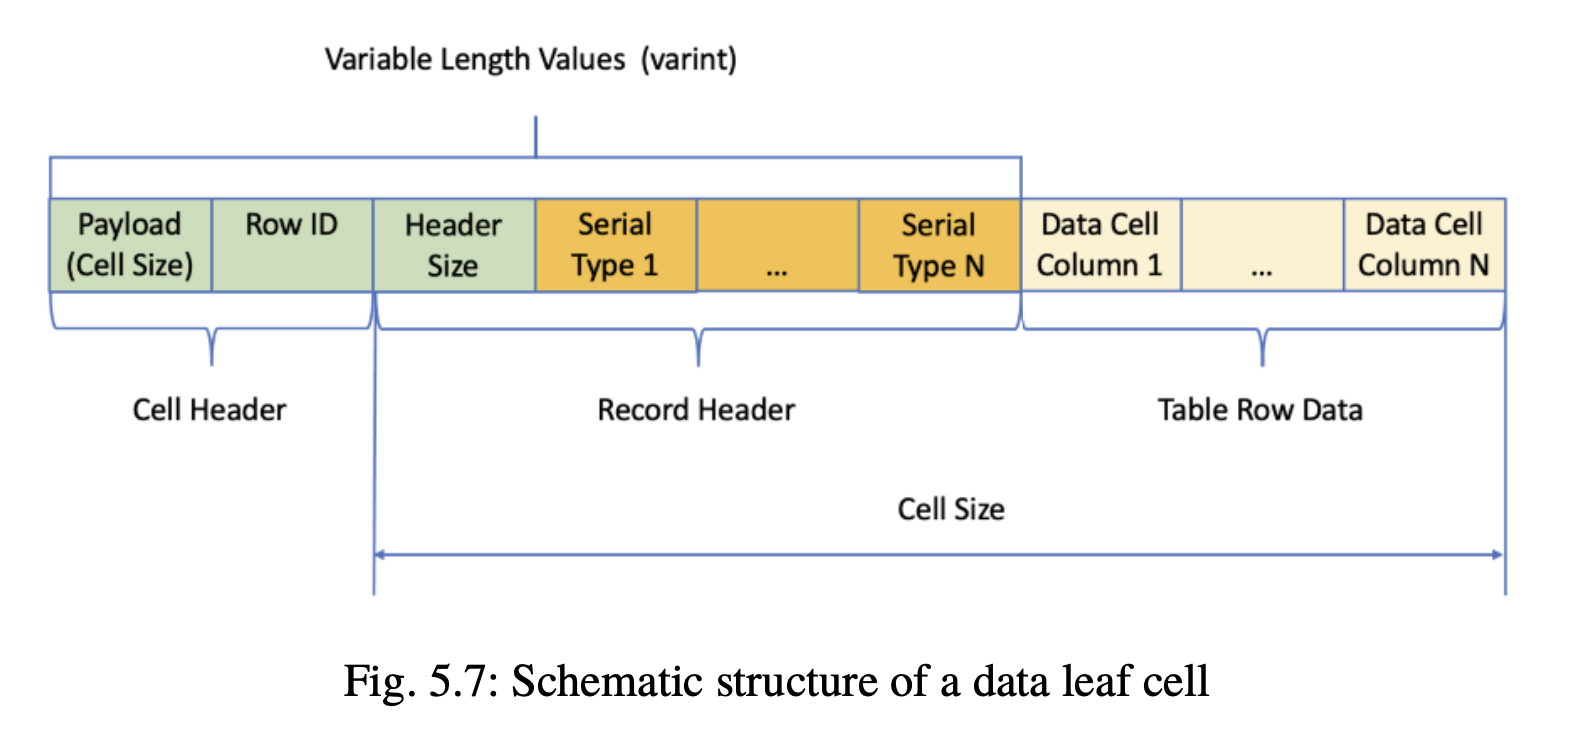 Variable Length Values (varint)
Payload
(Cell Size)
Row ID
Header
Size
Serial
Type 1
...
Serial
Type N
Data Cell
Column 1
...
Data Cell
Column N
Cell Header
Record Header
Table Row Data
Cell Size
Fig. 5.7: Schematic structure of a data leaf cell